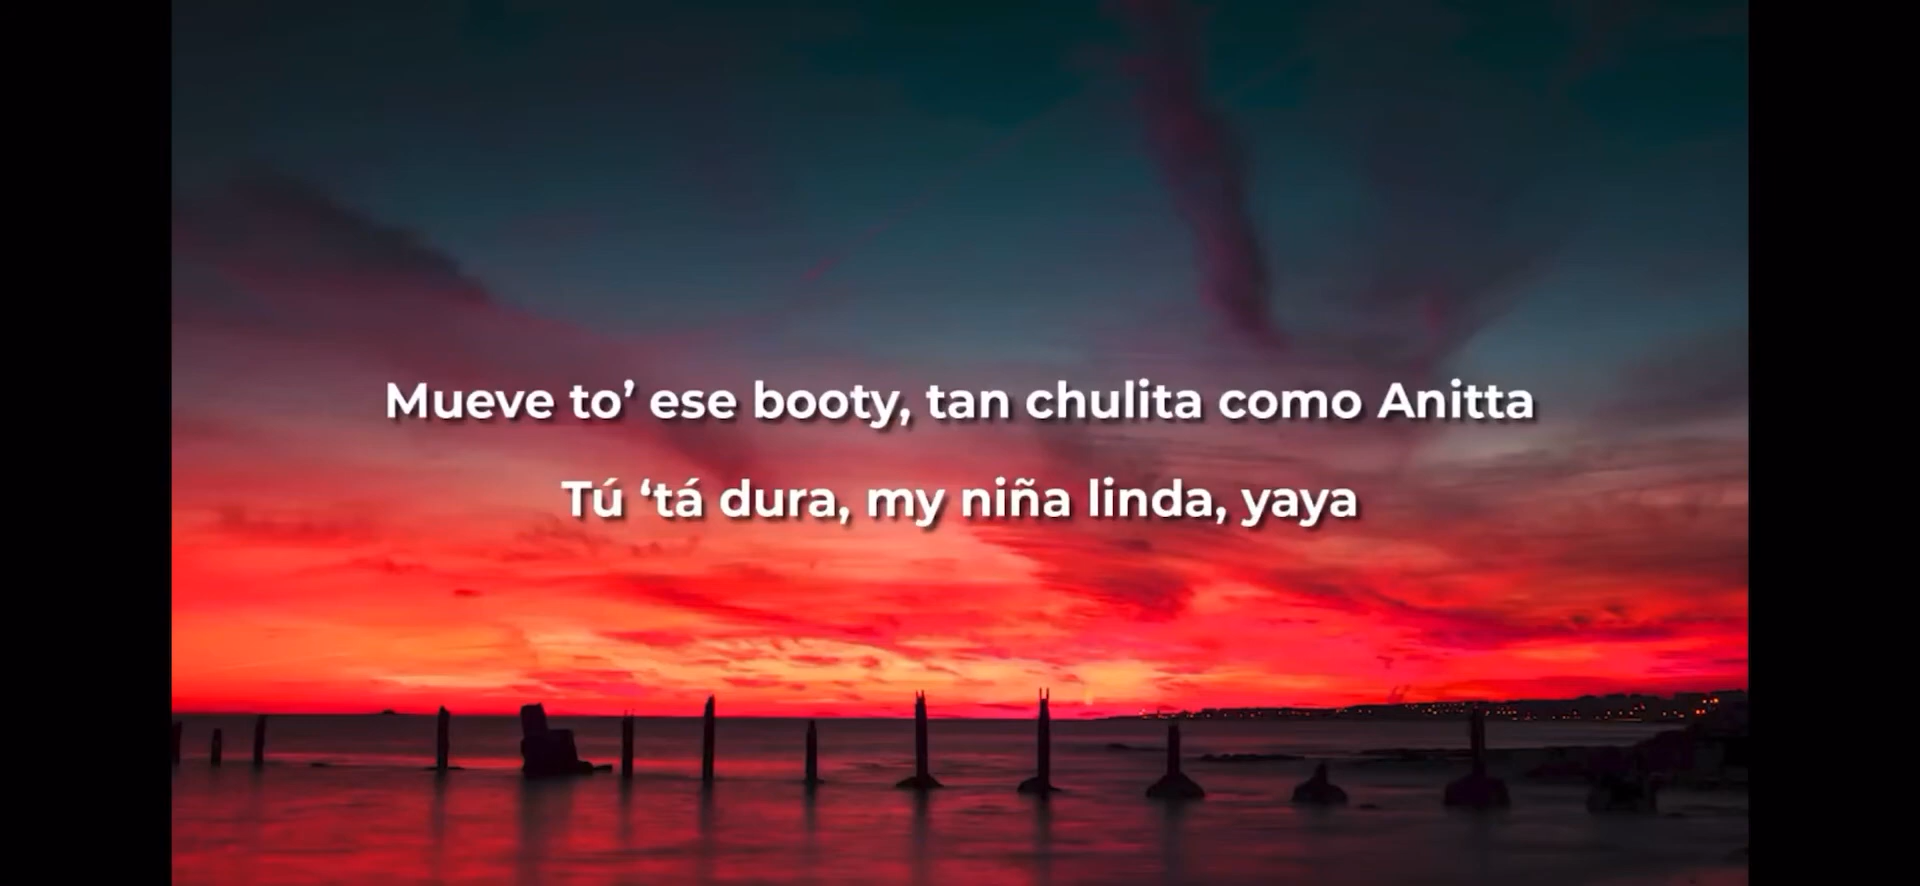 Mueve to’ ese booty, tan chulita como Anitta
Tú ‘tá dura, my niña linda, yaya